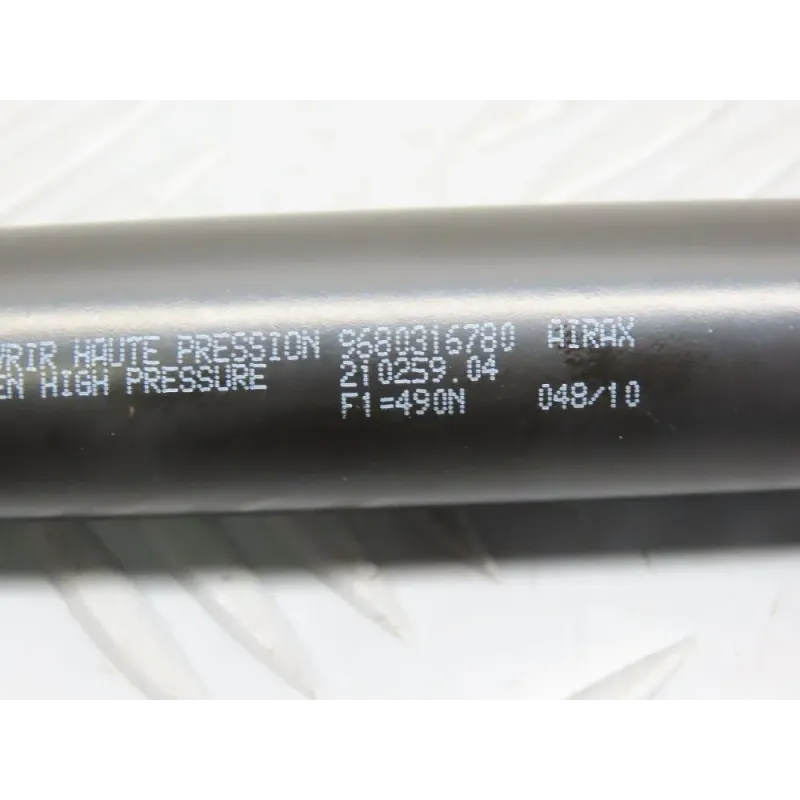 VRIR HAUTE PRESSION 9680316780 AIRAX
EN HIGH PRESSURE 210259.04
F1=490N 048/10